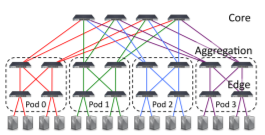 Core
Aggregation
Edge
Pod 0 Pod 1 Pod 2 Pod 3